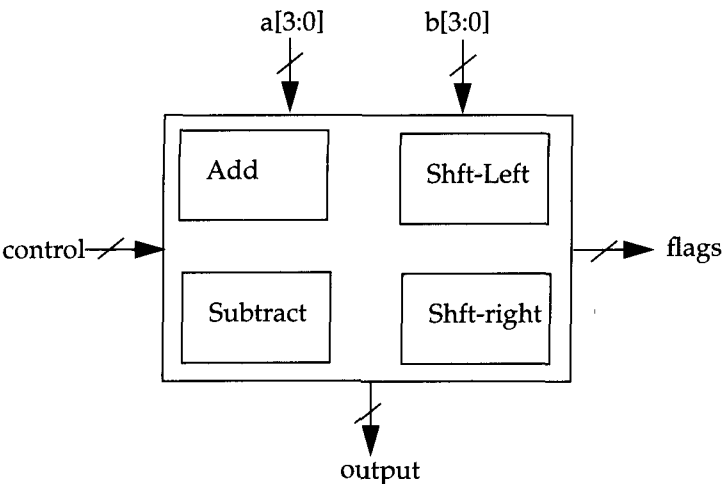 a[3:0]
b[3:0]
Add
Shft-Left
control
flags
Subtract
Shft-right
output